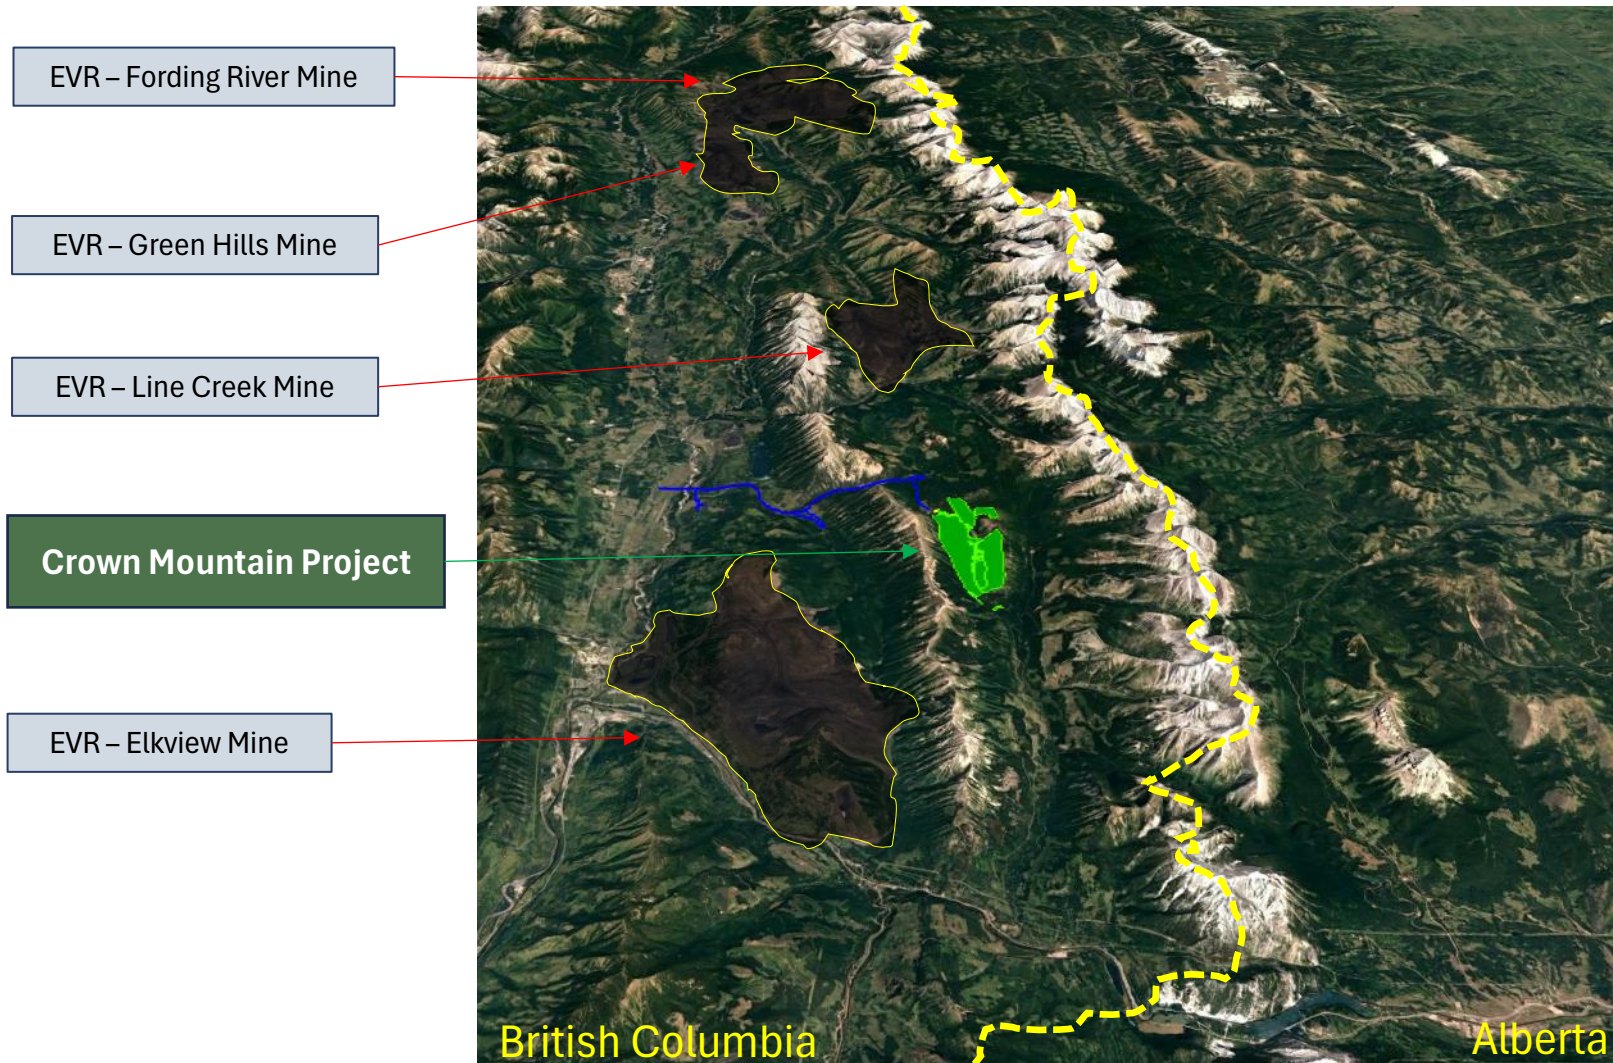 EVR – Fording River Mine
EVR – Green Hills Mine
EVR – Line Creek Mine
Crown Mountain Project
EVR – Elkview Mine
British Columbia
Alberta